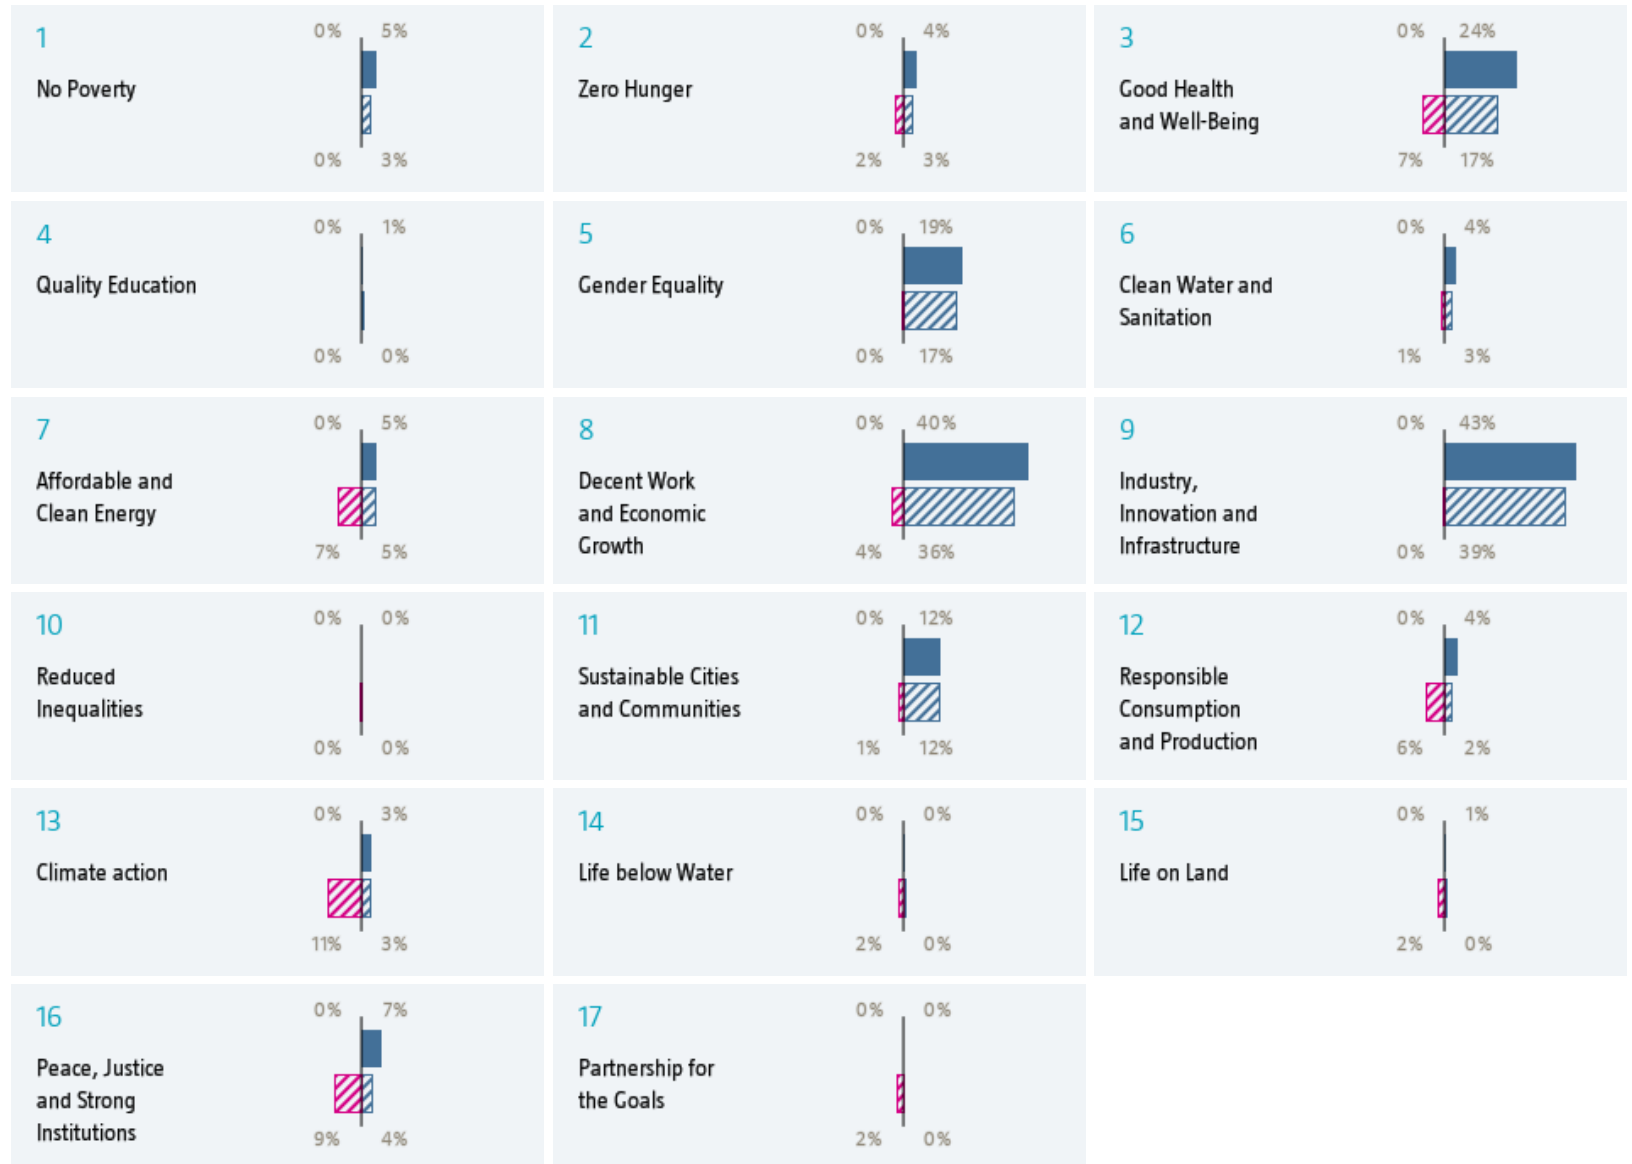 1
0% 5%
No Poverty
0% 3%
2
0% 4%
Zero Hunger
2% 3%
3
0% 24%
Good Health
and Well-Being
7% 17%
4
0% 1%
Quality Education
0% 0%
5
0% 19%
Gender Equality
0% 17%
6
0% 4%
Clean Water and
Sanitation
1% 3%
7
0% 5%
Affordable and
Clean Energy
7% 5%
8
0% 40%
Decent Work
and Economic
Growth
4% 36%
9
0% 43%
Industry,
Innovation and
Infrastructure
0% 39%
10
0% 0%
Reduced
Inequalities
0% 0%
11
0% 12%
Sustainable Cities
and Communities
1% 12%
12
0% 4%
Responsible
Consumption
and Production
6% 2%
13
0% 3%
Climate action
11% 3%
14
0% 0%
Life below Water
2% 0%
15
0% 1%
Life on Land
2% 0%
16
0% 7%
Peace, Justice
and Strong
Institutions
9% 4%
17
0% 0%
Partnership for
the Goals
2% 0%